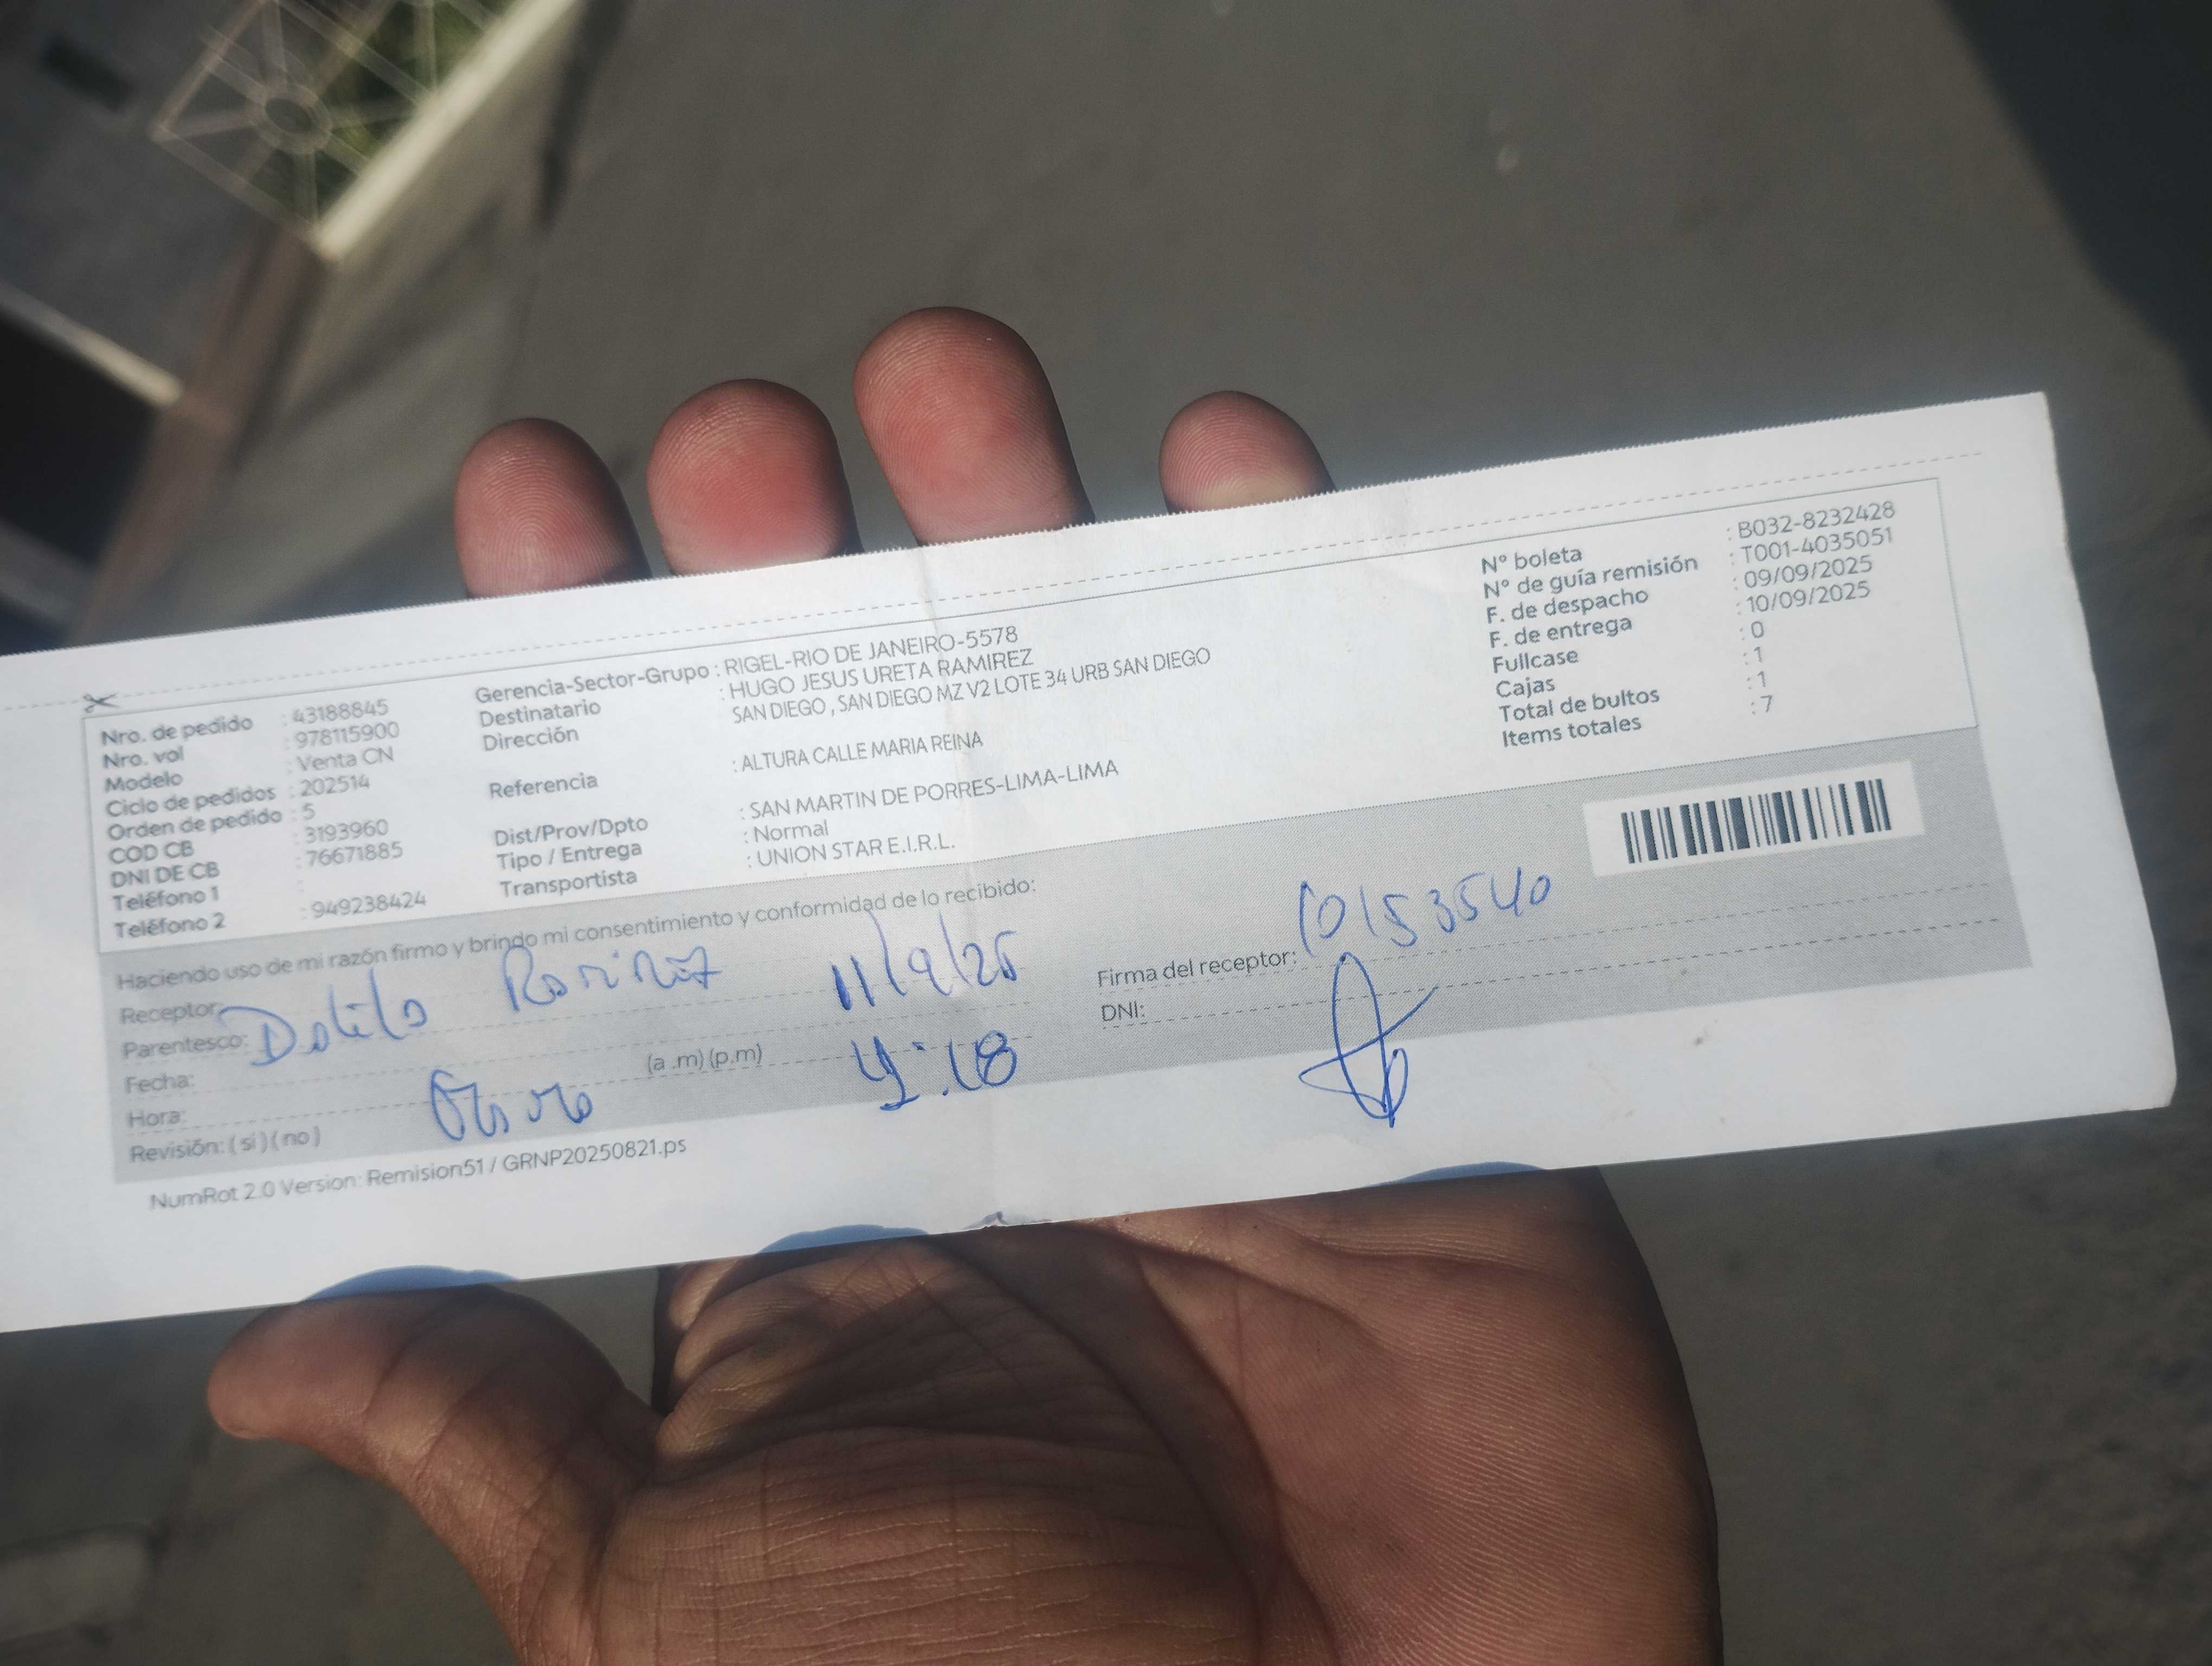 Nro. de pedido : 43188845
Nro. vol : 978115900
Modelo : Venta CN
Ciclo de pedidos : 202514
Orden de pedido : 5
COD CB : 3193960
DNI DE CB : 76671885
Teléfono 1 :
Teléfono 2 : 949238424
Gerencia-Sector-Grupo : RIGEL-RIO DE JANEIRO-5578
Destinatario : HUGO JESUS URETA RAMIREZ
Dirección SAN DIEGO , SAN DIEGO MZ V2 LOTE 34 URB SAN DIEGO
Referencia : ALTURA CALLE MARIA REINA
Dist/Prov/Dpto : SAN MARTIN DE PORRES-LIMA-LIMA
Tipo / Entrega : Normal
Transportista : UNION STAR E.I.R.L.
N° boleta : B032-8232428
N° de guía remisión : T001-4035051
F. de despacho : 09/09/2025
F. de entrega : 10/09/2025
Fullcase : 0
Cajas : 1
Total de bultos : 1
Items totales : 7
Haciendo uso de mi razón firmo y brindo mi consentimiento y conformidad de lo recibido:
Receptor:
Parentesco:
Fecha: 11/9/25
Hora: (a .m) (p.m)
Revisión: ( si ) ( no )
Firma del receptor: 10153540
DNI:
NumRot 2.0 Version: Remision51 / GRNP20250821.ps